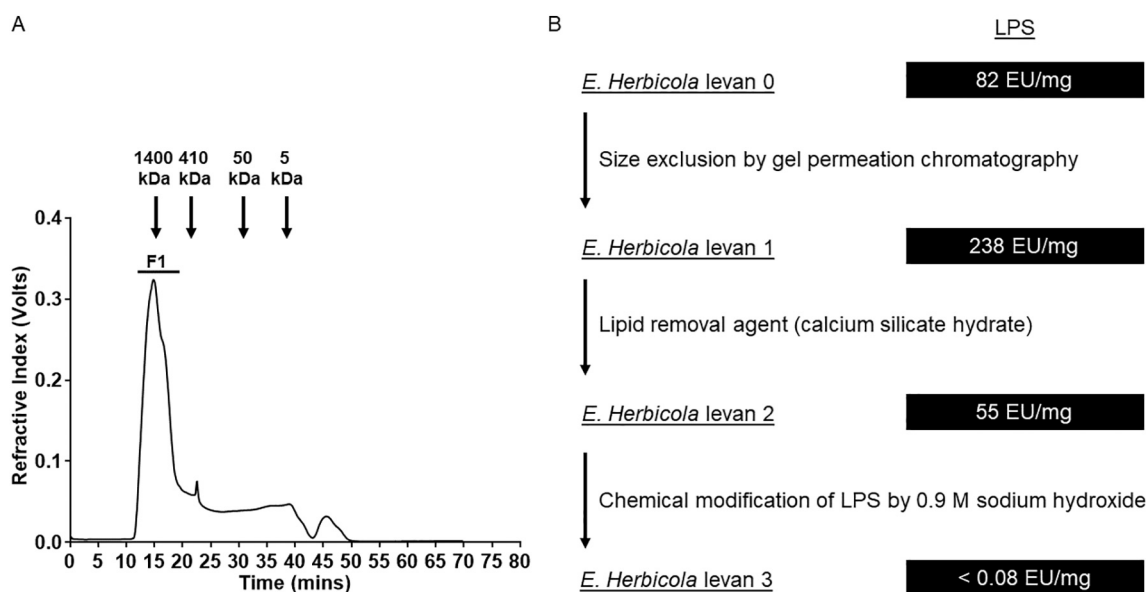 A
1400 410 50 5
kDa kDa kDa kDa
0.4
F1
0.3
0.2
0.1
0.0
Refractive Index (Volts)
0 5 10 15 20 25 30 35 40 45 50 55 60 65 70 75 80
Time (mins)
B
LPS
E. Herbicola levan 0 82 EU/mg
Size exclusion by gel permeation chromatography
E. Herbicola levan 1 238 EU/mg
Lipid removal agent (calcium silicate hydrate)
E. Herbicola levan 2 55 EU/mg
Chemical modification of LPS by 0.9 M sodium hydroxide
E. Herbicola levan 3 < 0.08 EU/mg